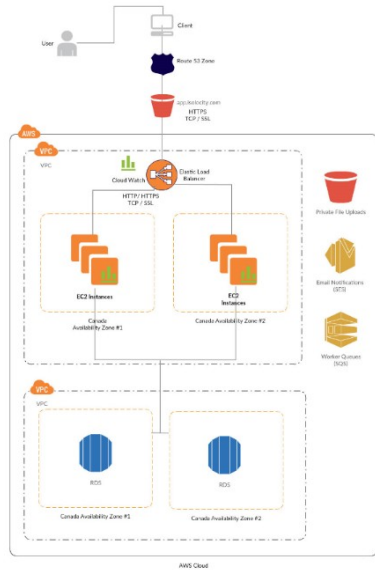 Client
User
Route 53 Zone
HTTPS
TCP / SSL
AWS
VPC
VPC
Cloud Watch
Elastic Load
Balancer
HTTP/ HTTPS
TCP / SSL
Private File Uploads
EC2 Instances
EC2
Instances
Email Notifications
(SES)
Canada
Availability Zone #1
Canada Availability Zone #2
Worker Queues
(SQS)
VPC
VPC
RDS
RDS
Canada Availability Zone #1
Canada Availability Zone #2
AWS Cloud